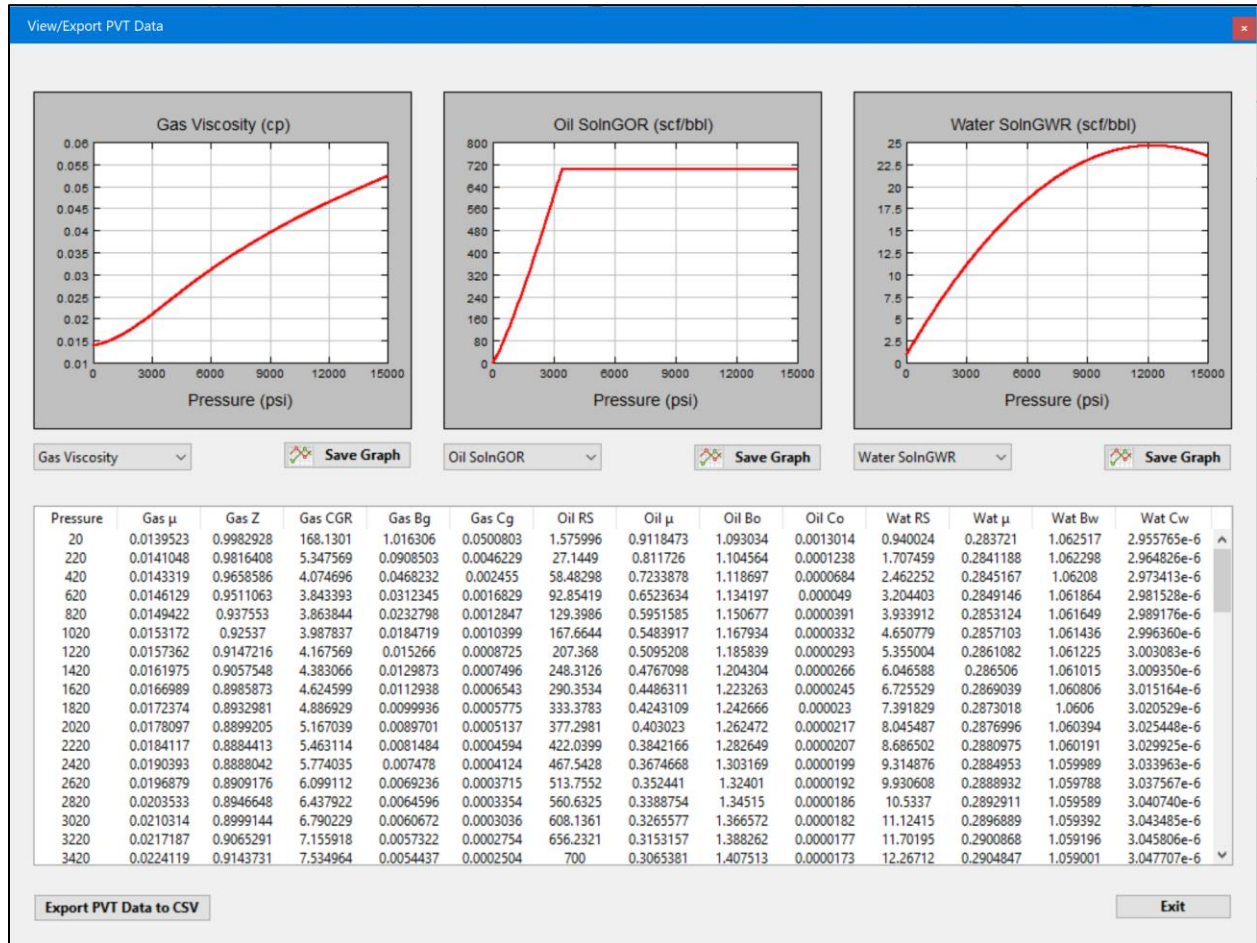 View/Export PVT Data
Gas Viscosity (cp)
0.06
0.055
0.05
0.045
0.04
0.035
0.03
0.025
0.02
0.015
0.01
0 3000 6000 9000 12000 15000
Pressure (psi)
Oil SolnGOR (scf/bbl)
800
720
640
560
480
400
320
240
160
80
0
0 3000 6000 9000 12000 15000
Pressure (psi)
Water SolnGWR (scf/bbl)
25
22.5
20
17.5
15
12.5
10
7.5
5
2.5
0
0 3000 6000 9000 12000 15000
Pressure (psi)
Gas Viscosity Save Graph Oil SolnGOR Save Graph Water SolnGWR Save Graph
Pressure Gas μ Gas Z Gas CGR Gas Bg Gas Cg Oil RS Oil μ Oil Bo Oil Co Wat RS Wat μ Wat Bw Wat Cw
20 0.0139523 0.9982928 168.1301 1.016306 0.0500803 1.575996 0.9118473 1.093034 0.0013014 0.940024 0.283721 1.062517 2.955765e-6
220 0.0141048 0.9816408 5.347569 0.0908503 0.0046229 27.1449 0.811726 1.104564 0.0001238 1.707459 0.2841188 1.062298 2.964826e-6
420 0.0143319 0.9658586 4.074696 0.0468232 0.002455 58.48298 0.7233878 1.118697 0.0000684 2.462252 0.2845167 1.06208 2.973413e-6
620 0.0146129 0.9511063 3.843393 0.0312345 0.0016829 92.85419 0.6523634 1.134197 0.000049 3.204403 0.2849146 1.061864 2.981528e-6
820 0.0149422 0.937553 3.863844 0.0232798 0.0012847 129.3986 0.5951585 1.150677 0.0000391 3.933912 0.2853124 1.061649 2.989176e-6
1020 0.0153172 0.92537 3.987837 0.0184719 0.0010399 167.6644 0.5483917 1.167934 0.0000332 4.650779 0.2857103 1.061436 2.996360e-6
1220 0.0157362 0.9147216 4.167569 0.015266 0.0008725 207.368 0.5095208 1.185839 0.0000293 5.355004 0.2861082 1.061225 3.003083e-6
1420 0.0161975 0.9057548 4.383066 0.0129873 0.0007496 248.3126 0.4767098 1.204304 0.0000266 6.046588 0.286506 1.061015 3.009350e-6
1620 0.0166989 0.8985873 4.624599 0.0112938 0.0006543 290.3534 0.4486311 1.223263 0.0000245 6.725529 0.2869039 1.060806 3.015164e-6
1820 0.0172374 0.8932981 4.886929 0.0099936 0.0005775 333.3783 0.4243109 1.242666 0.000023 7.391829 0.2873018 1.0606 3.020529e-6
2020 0.0178097 0.8899205 5.167039 0.0089701 0.0005137 377.2981 0.403023 1.262472 0.0000217 8.045487 0.2876996 1.060394 3.025448e-6
2220 0.0184117 0.8884413 5.463114 0.0081484 0.0004594 422.0399 0.3842166 1.282649 0.0000207 8.686502 0.2880975 1.060191 3.029925e-6
2420 0.0190393 0.8888042 5.774035 0.007478 0.0004124 467.5428 0.3674668 1.303169 0.0000199 9.314876 0.2884953 1.059989 3.033963e-6
2620 0.0196879 0.8909176 6.099112 0.0069236 0.0003715 513.7552 0.352441 1.32401 0.0000192 9.930608 0.2888932 1.059788 3.037567e-6
2820 0.0203533 0.8946648 6.437922 0.0064596 0.0003354 560.6325 0.3388754 1.34515 0.0000186 10.5337 0.2892911 1.059589 3.040740e-6
3020 0.0210314 0.8999144 6.790229 0.0060672 0.0003036 608.1361 0.3265577 1.366572 0.0000182 11.12415 0.2896889 1.059392 3.043485e-6
3220 0.0217187 0.9065291 7.155918 0.0057322 0.0002754 656.2321 0.3153157 1.388262 0.0000177 11.70195 0.2900868 1.059196 3.045806e-6
3420 0.0224119 0.9143731 7.534964 0.0054437 0.0002504 700 0.3065381 1.407513 0.0000173 12.26712 0.2904847 1.059001 3.047707e-6
Export PVT Data to CSV Exit